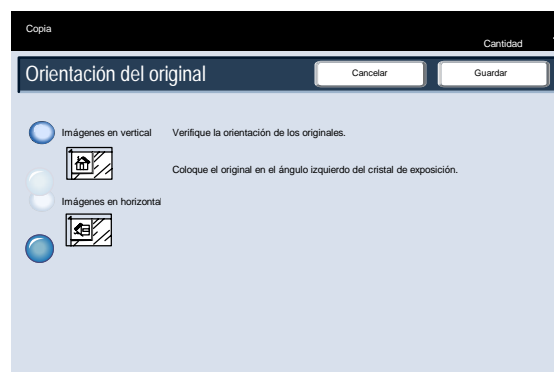 Copia
Cantidad
Orientación del original
Cancelar
Guardar
Imágenes en vertical
Verifique la orientación de los originales.
Coloque el original en el ángulo izquierdo del cristal de exposición.
Imágenes en horizontal